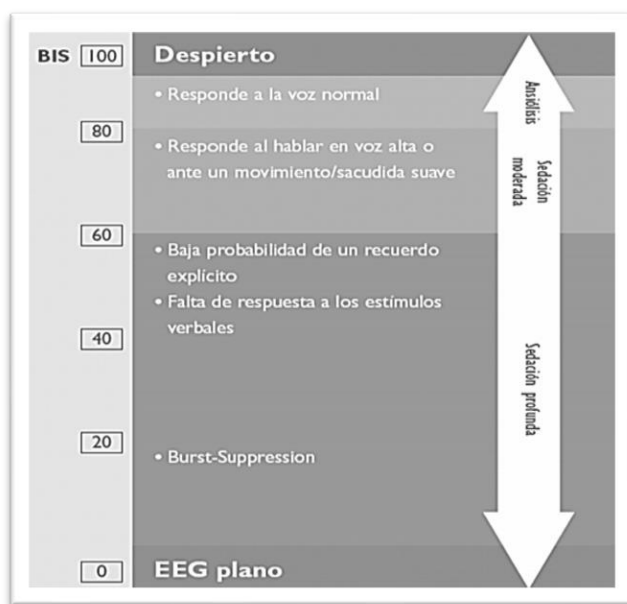 BIS 100 Despierto
• Responde a la voz normal
80
• Responde al hablar en voz alta o
ante un movimiento/sacudida suave
60
• Baja probabilidad de un recuerdo
explícito
• Falta de respuesta a los estímulos
verbales
40
20
• Burst-Suppression
0 EEG plano
Ansiólisis
Sedación
moderada
Sedación profunda